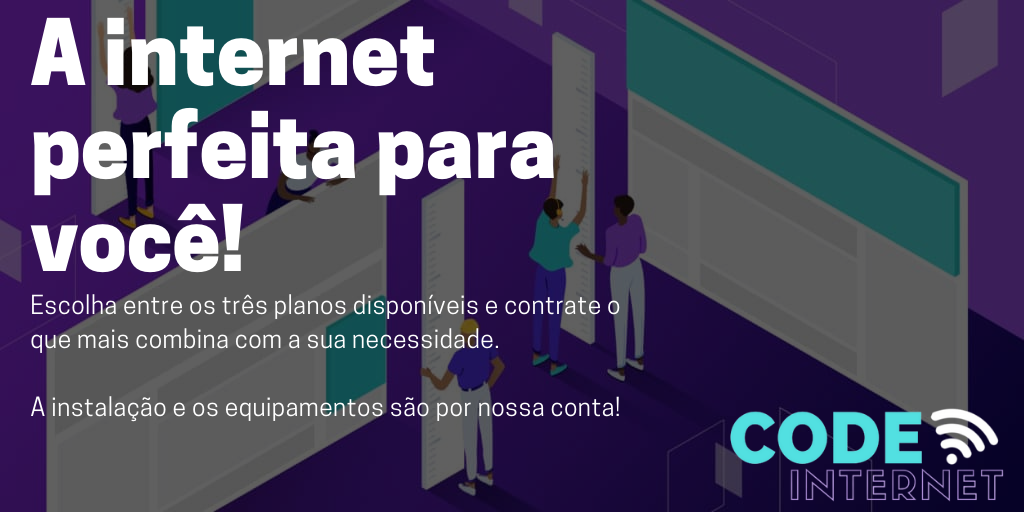 A internet
perfeita para
você!
Escolha entre os três planos disponíveis e contrate o
que mais combina com a sua necessidade.
A instalação e os equipamentos são por nossa conta!
CODE
INTERNET